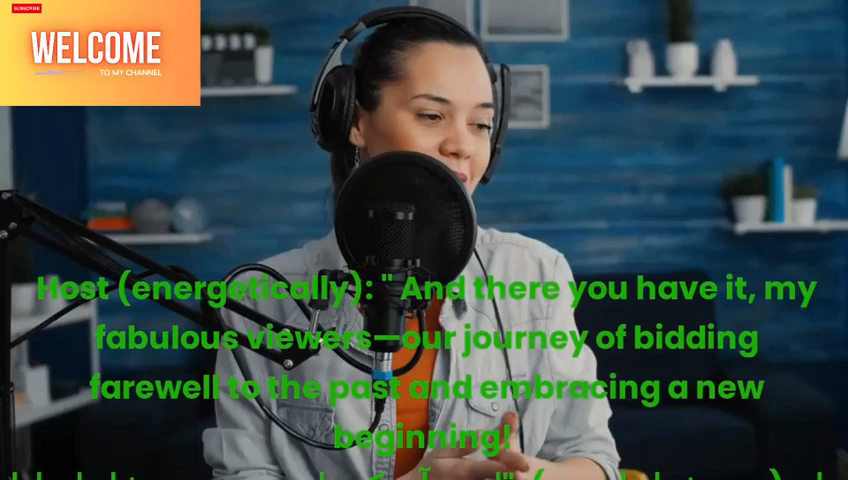 SUBSCRIBE
WELCOME
TO MY CHANNEL
Host (energetically): " And there you have it, my
fabulous viewers—our journey of bidding
farewell to the past and embracing a new
beginning!